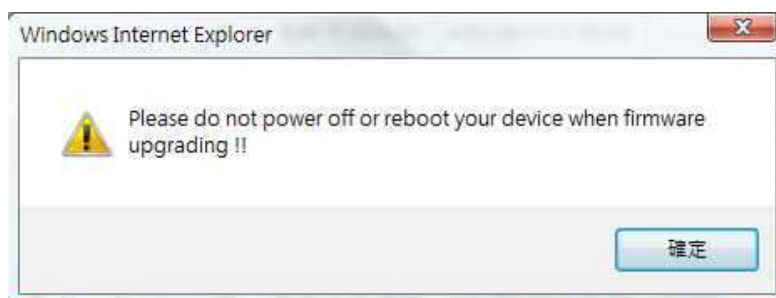 Windows Internet Explorer
Please do not power off or reboot your device when firmware
upgrading !!
確定